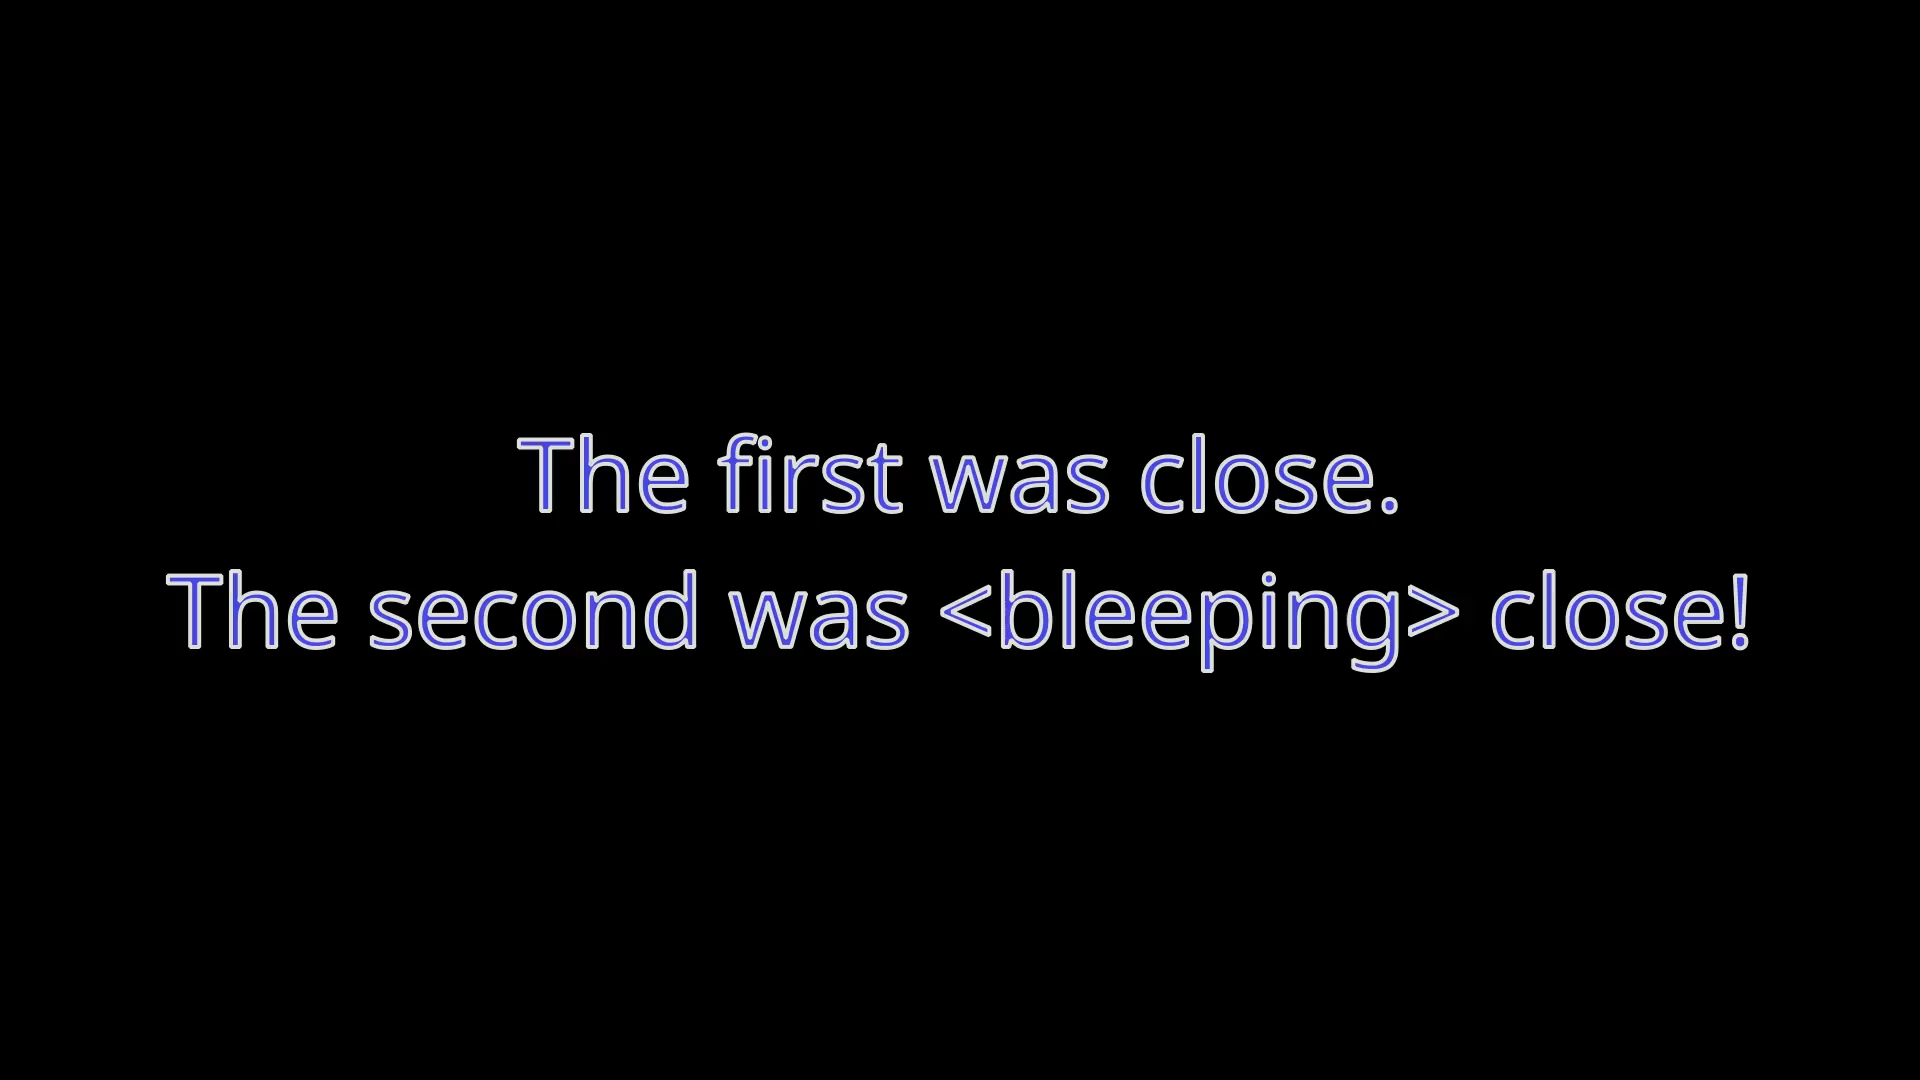 The first was close.
The second was <bleeping> close!